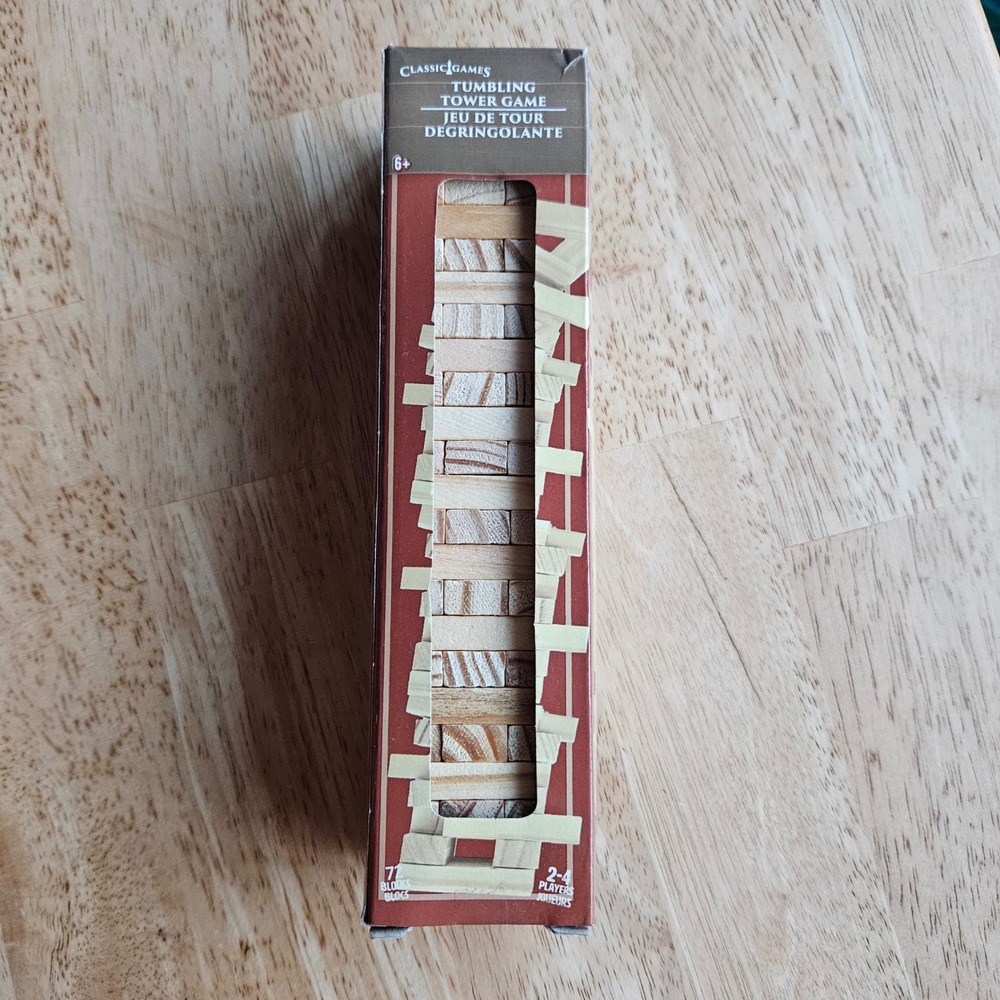 CLASSIC GAMES
TUMBLING
TOWER GAME
JEU DE TOUR
DEGRINGOLANTE
6+
BLOCKS
BLOCS
2-4
PLAYERS
JOUEURS